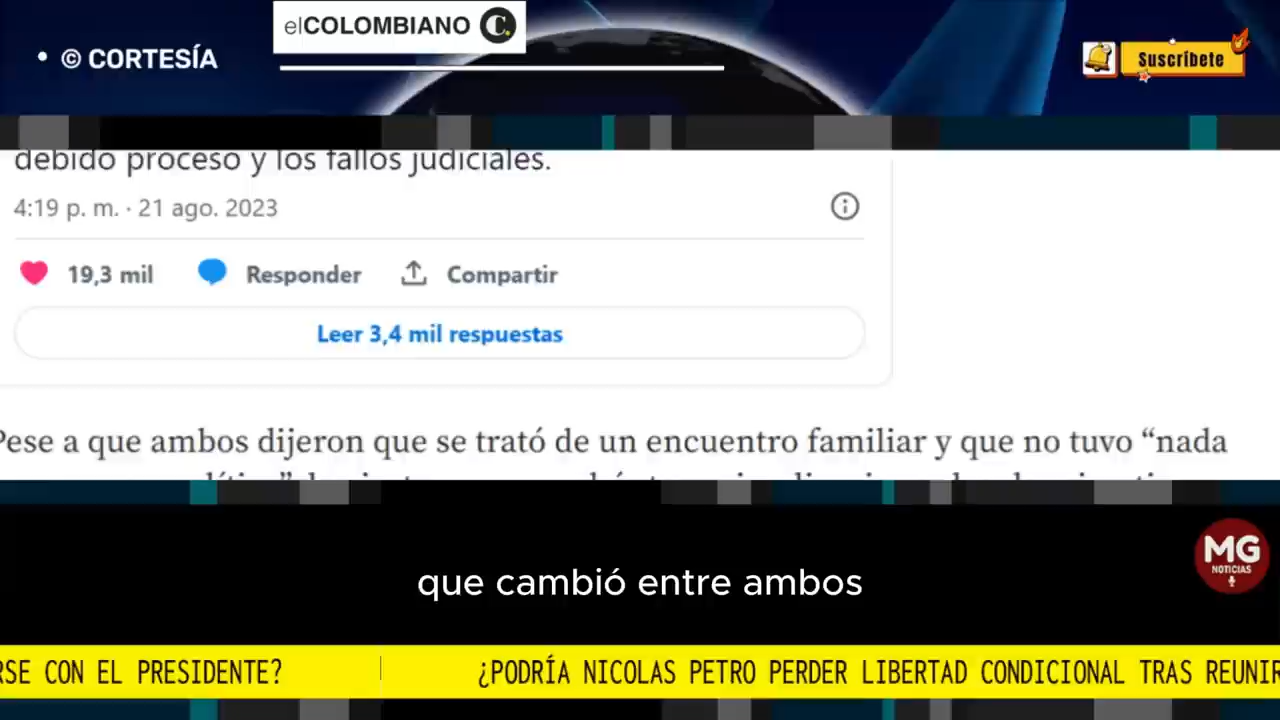 elCOLOMBIANO C.
• © CORTESÍA
Suscríbete
debido proceso y los fallos judiciales.
4:19 p. m. · 21 ago. 2023
19,3 mil Responder Compartir
Leer 3,4 mil respuestas
Pese a que ambos dijeron que se trató de un encuentro familiar y que no tuvo “nada
MG
NOTICIAS
que cambió entre ambos
RSE CON EL PRESIDENTE? ¿PODRÍA NICOLAS PETRO PERDER LIBERTAD CONDICIONAL TRAS REUNIR